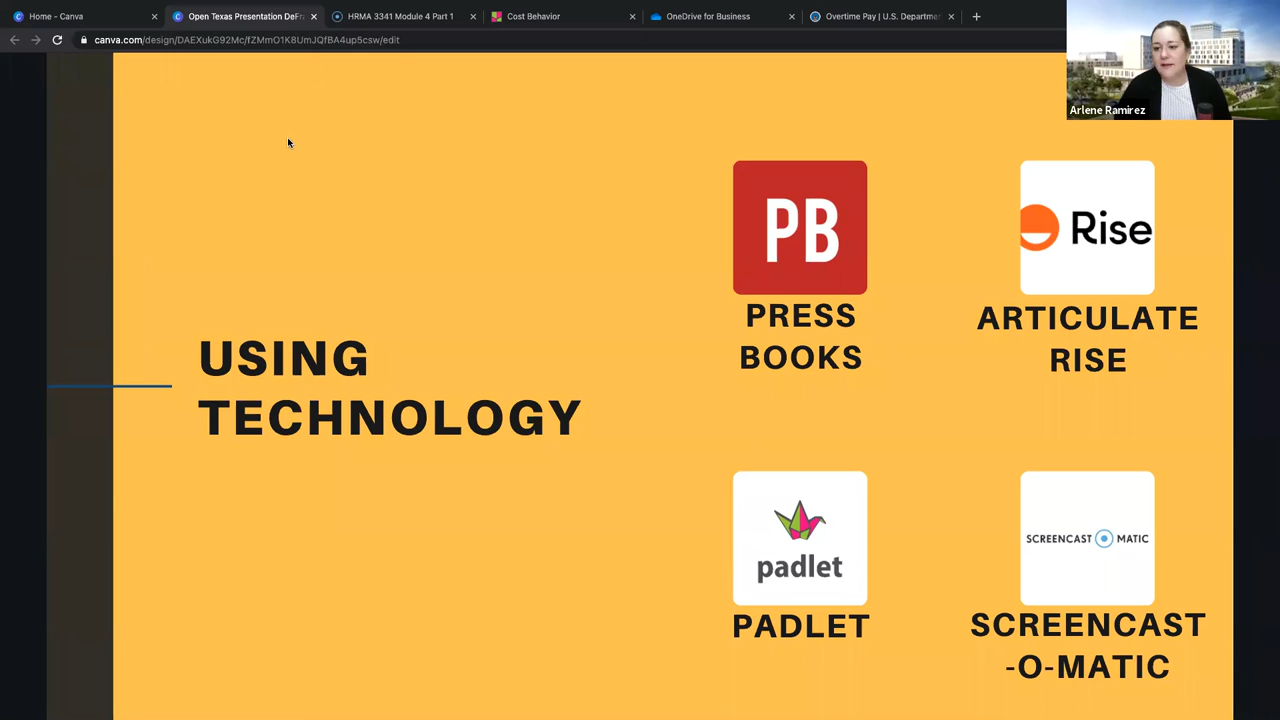 Home - Canva
Open Texas Presentation DeFra
HRMA 3341 Module 4 Part 1
Cost Behavior
OneDrive for Business
Overtime Pay | U.S. Departme
canva.com/design/DAEXukG92Mc/fZMmO1K8UmJQfBA4up5csw/edit
Arlene Ramirez
USING
TECHNOLOGY
PB
PRESS
BOOKS
Rise
ARTICULATE
RISE
padlet
PADLET
SCREENCAST MATIC
SCREENCAST
-O-MATIC